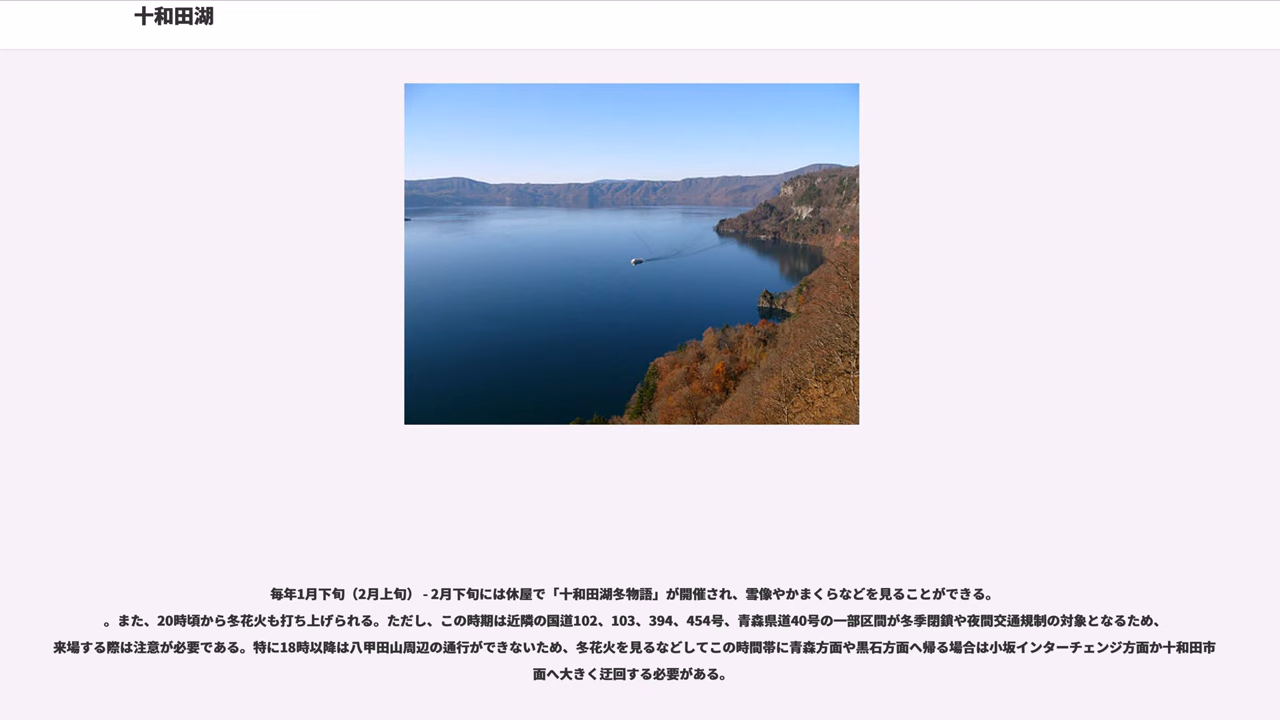 十和田湖
毎年1月下旬（2月上旬） - 2月下旬には休屋で「十和田湖冬物語」が開催され、雪像やかまくらなどを見ることができる。
。また、20時頃から冬花火も打ち上げられる。ただし、この時期は近隣の国道102、103、394、454号、青森県道40号の一部区間が冬季閉鎖や夜間交通規制の対象となるため、
来場する際は注意が必要である。特に18時以降は八甲田山周辺の通行ができないため、冬花火を見るなどしてこの時間帯に青森方面や黒石方面へ帰る場合は小坂インターチェンジ方面か十和田市
面へ大きく迂回する必要がある。